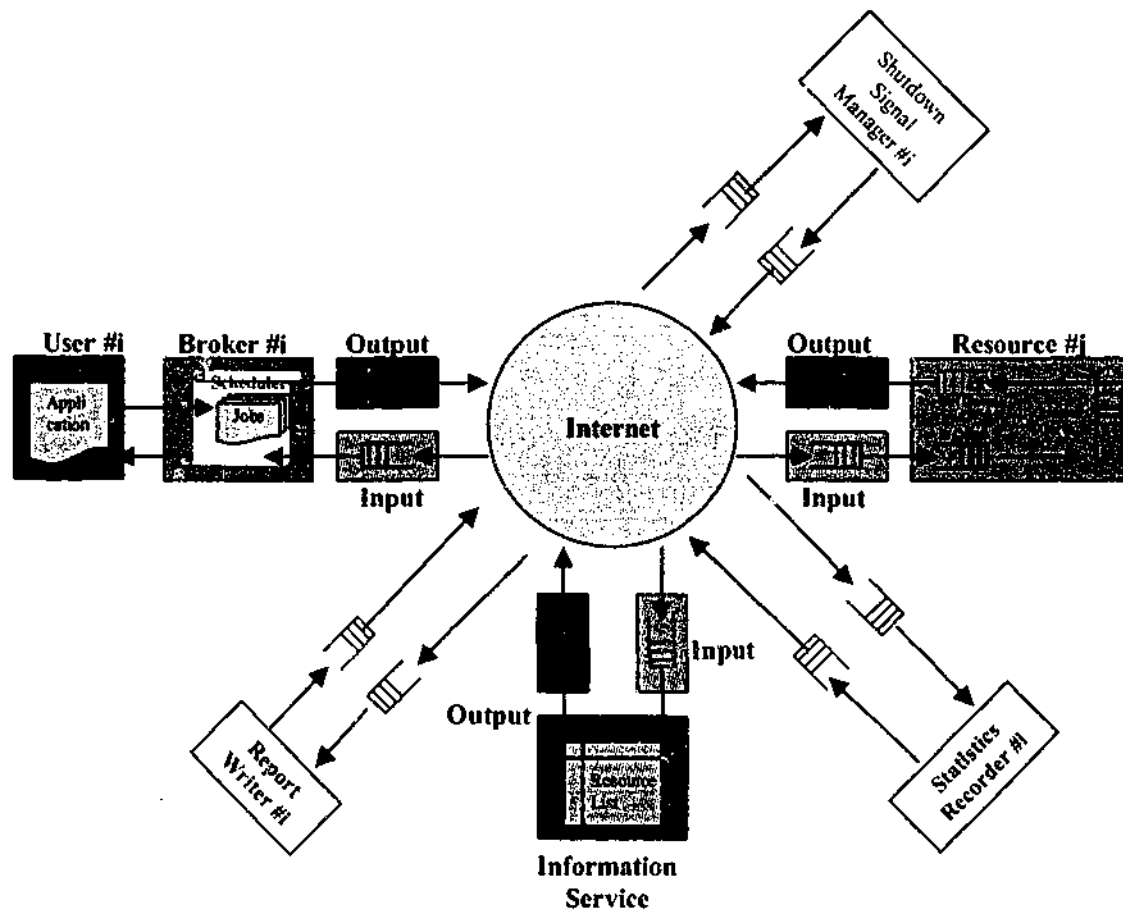 Shutdown
Signal
Manager #i
User #i
Broker #i
Output
Output
Resource #j
Schedules
Appli
cation
Jobs
Internet
Input
Input
Input
Output
Report
Writer #i
Resource
List
Statistics
Recorder #i
Information
Service